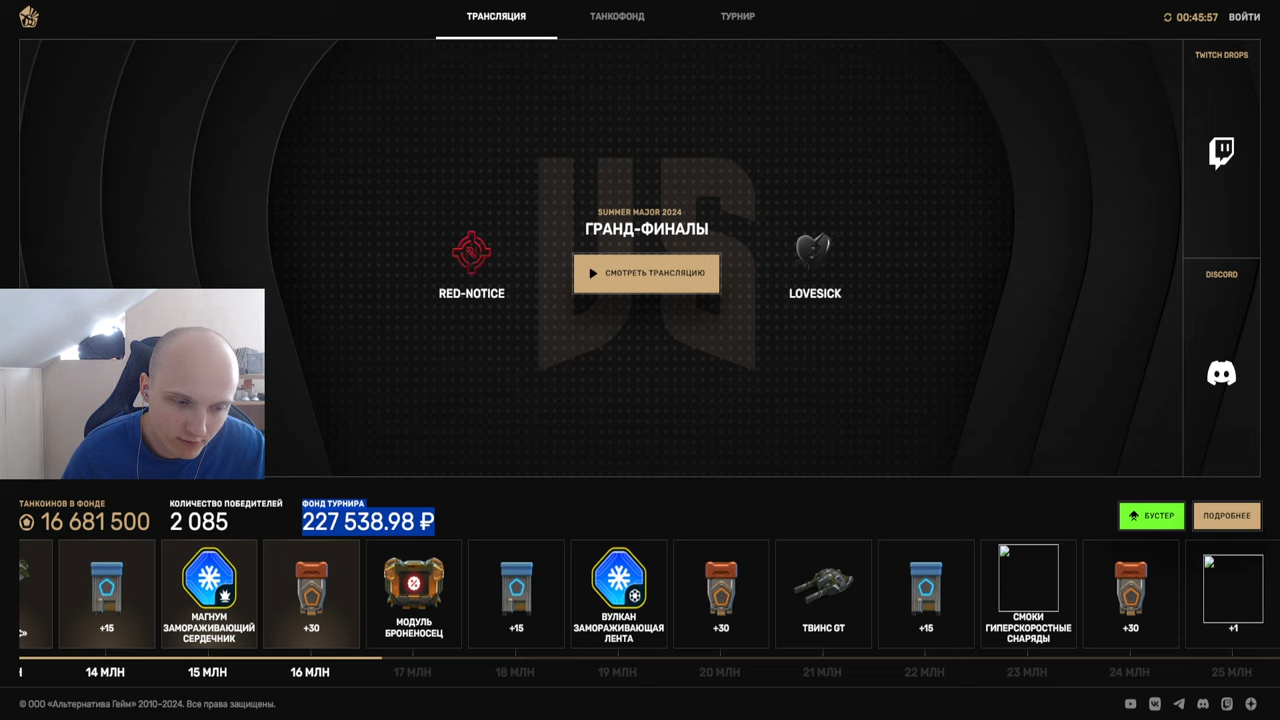 ТРАНСЛЯЦИЯ
ТАНКОФОНД
ТУРНИР
00:45:57
ВОЙТИ
TWITCH DROPS
SUMMER MAJOR 2024
ГРАНД-ФИНАЛЫ
СМОТРЕТЬ ТРАНСЛЯЦИЮ
RED-NOTICE
LOVESICK
DISCORD
ТАНКОИНОВ В ФОНДЕ
16 681 500
КОЛИЧЕСТВО ПОБЕДИТЕЛЕЙ
2 085
ФОНД ТУРНИРА
227 538.98 ₽
БУСТЕР
ПОДРОБНЕЕ
+15
МАГНУМ
ЗАМОРАЖИВАЮЩИЙ
СЕРДЕЧНИК
+30
МОДУЛЬ
БРОНЕНОСЕЦ
+15
ВУЛКАН
ЗАМОРАЖИВАЮЩАЯ
ЛЕНТА
+30
ТВИНС GT
+15
СМОКИ
ГИПЕРСКОРОСТНЫЕ
СНАРЯДЫ
+30
+1
14 МЛН
15 МЛН
16 МЛН
17 МЛН
18 МЛН
19 МЛН
20 МЛН
21 МЛН
22 МЛН
23 МЛН
24 МЛН
25 МЛН
© ООО «Альтернатива Гейм» 2010–2024. Все права защищены.